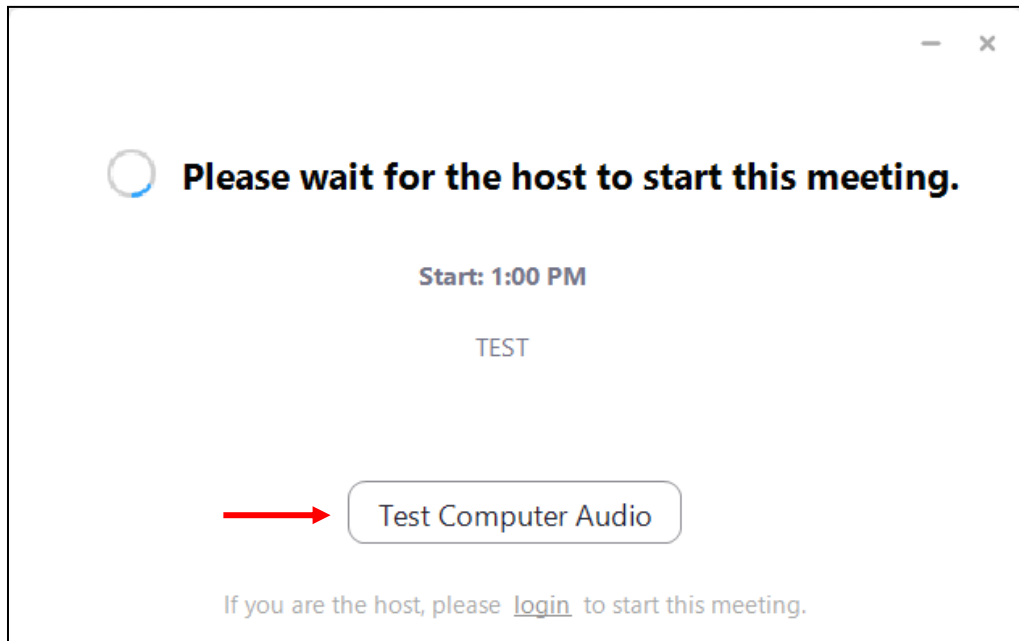 Please wait for the host to start this meeting.
Start: 1:00 PM
TEST
Test Computer Audio
If you are the host, please login to start this meeting.